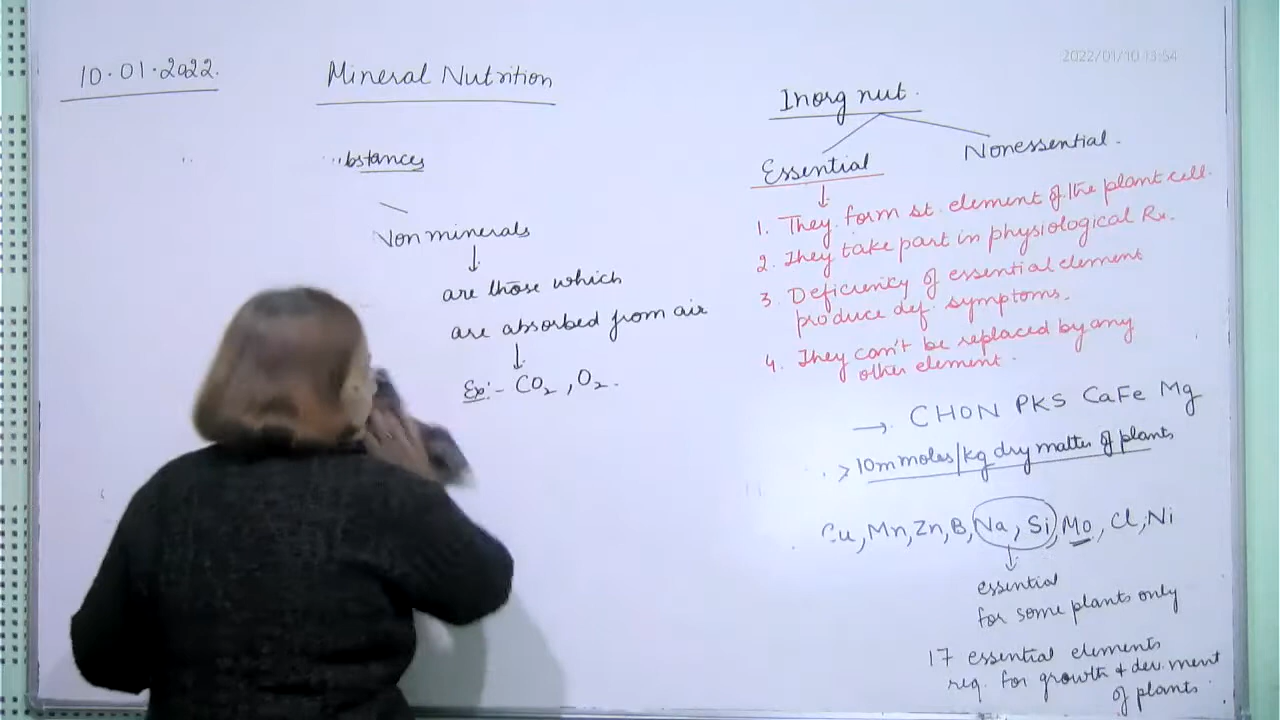 10.01.2022.
Mineral Nutrition
bstances
Non minerals
are those which
are absorbed from air
Ex:- CO₂, O₂.
2022/01/10 13:54
Inorg nut.
Essential
Nonessential.
1. They form st. element of the plant cell.
2. They take part in physiological Rx.
3 Deficiency of essential element
produce def. symptoms.
4. They can't be replaced by any
other element.
→ CHON PKS CaFe Mg
> 10m moles/kg dry matter of plants
Cu, Mn, Zn, B, Na, Si, Mo, Cl, Ni
essential
for some plants only
17 essential elements
req. for growth + dev. ment
of plants.